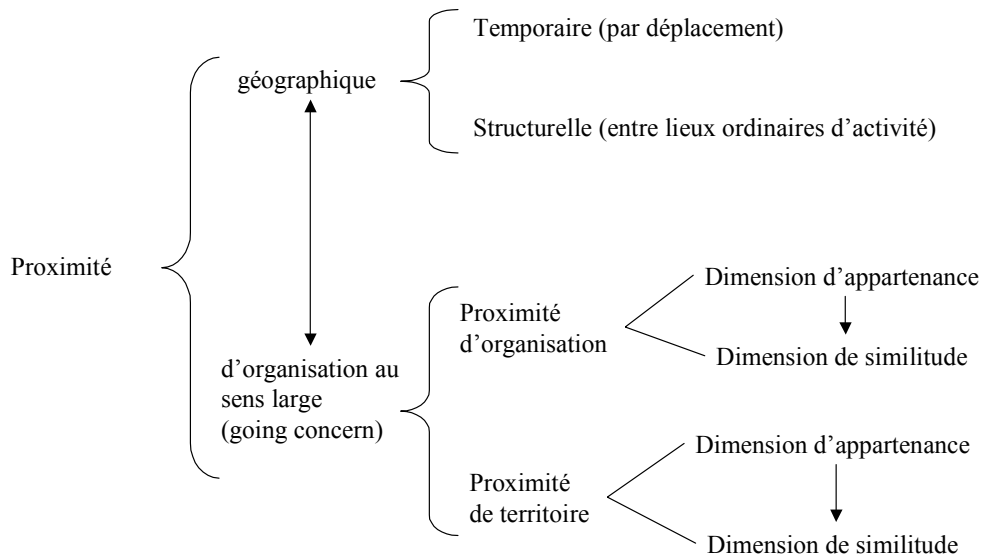 Temporaire (par déplacement)
géographique
Structurelle (entre lieux ordinaires d’activité)
Proximité
Dimension d’appartenance
Proximité
d’organisation
Dimension de similitude
d’organisation au
sens large
(going concern)
Dimension d’appartenance
Proximité
de territoire
Dimension de similitude